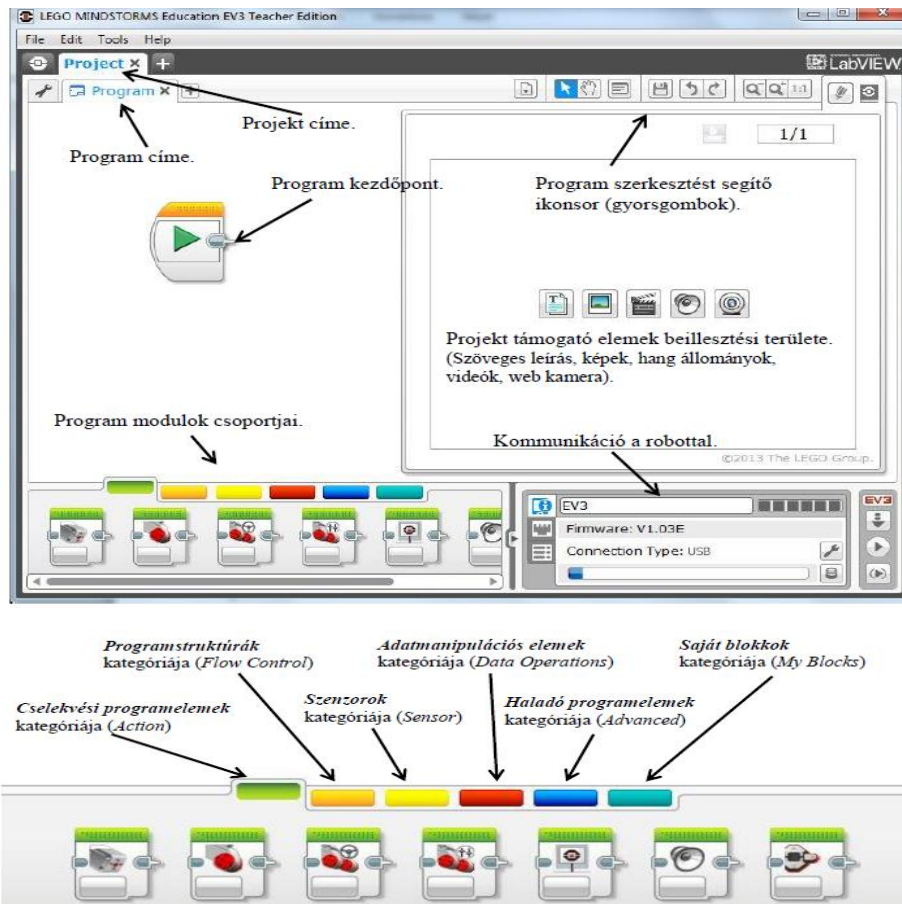 LEGO MINDSTORMS Education EV3 Teacher Edition
File Edit Tools Help
Project
LabVIEW
Program
1:1
Projekt címe.
1/1
Program címe.
Program kezdőpont.
Program szerkesztést segítő
ikonsor (gyorsgombok).
Projekt támogató elemek beillesztési területe.
(Szöveges leírás, képek, hang állományok,
videók, web kamera).
Program modulok csoportjai.
Kommunikáció a robottal.
©2013 The LEGO Group.
EV3
EV3
Firmware: V1.03E
Connection Type: USB
Programstruktúrák
kategóriája (Flow Control)
Adatmanipulációs elemek
kategóriája (Data Operations)
Saját blokkok
kategóriája (My Blocks)
Cselekvési programelemek
kategóriája (Action)
Szenzorok
kategóriája (Sensor)
Haladó programelemek
kategóriája (Advanced)